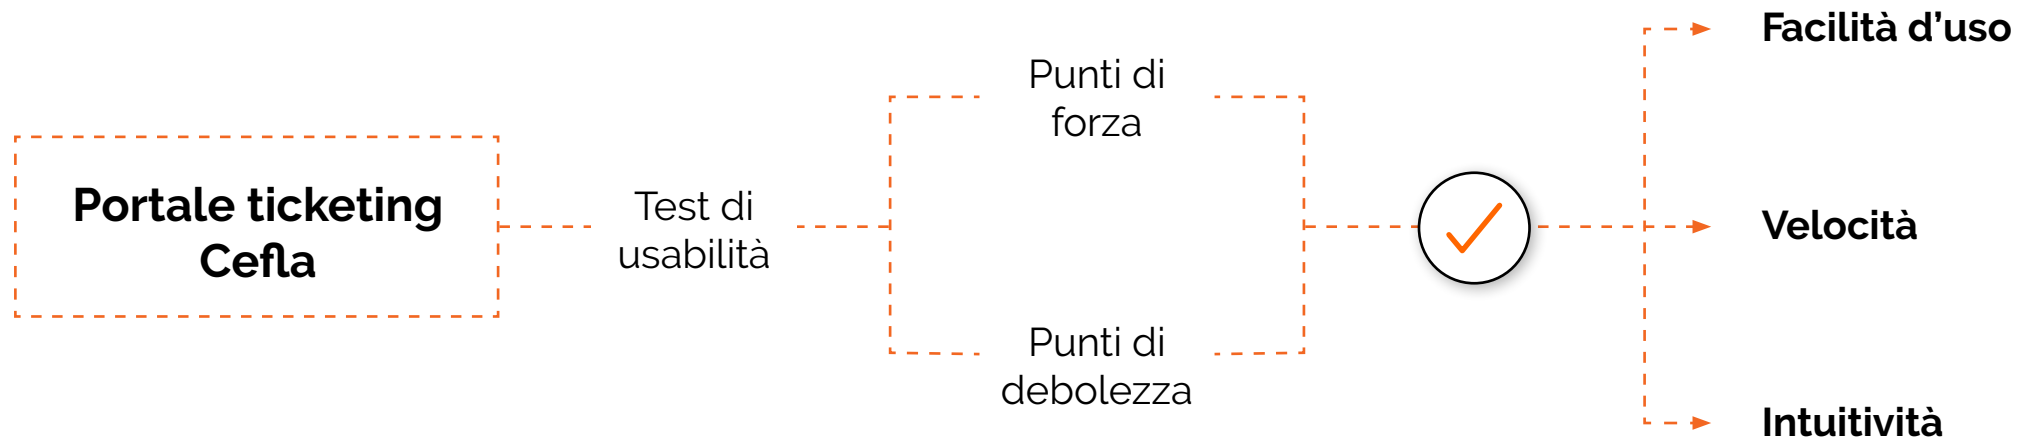 Portale ticketing
Cefla
Test di
usabilità
Punti di
forza
Punti di
debolezza
Facilità d’uso
Velocità
Intuitività